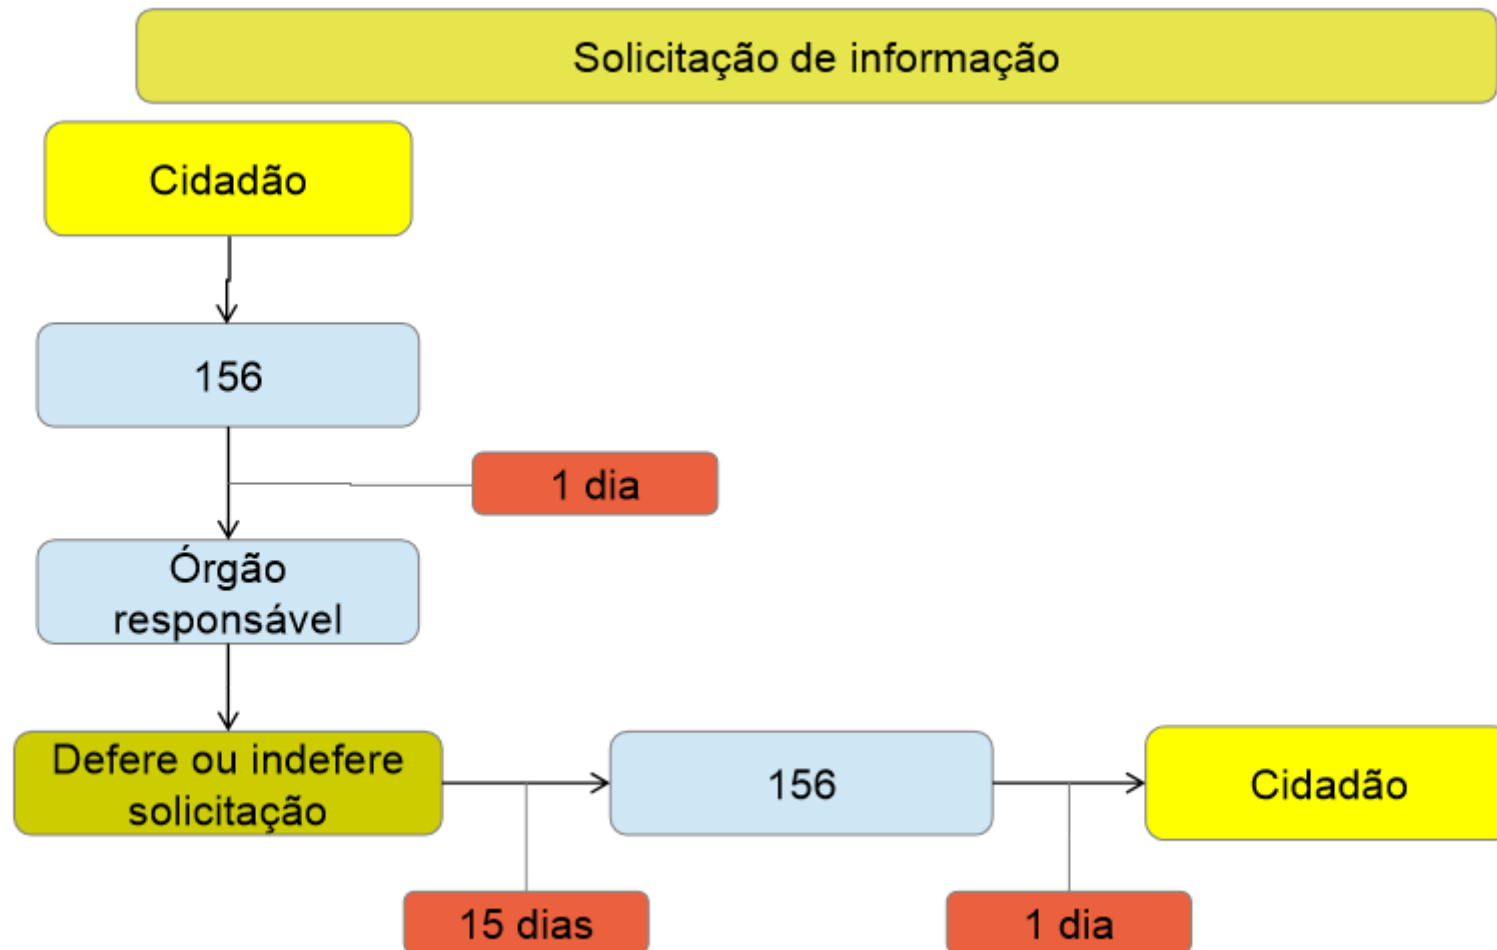 Solicitação de informação
Cidadão
156
1 dia
Órgão
responsável
Defere ou indefere
solicitação
156
Cidadão
15 dias
1 dia